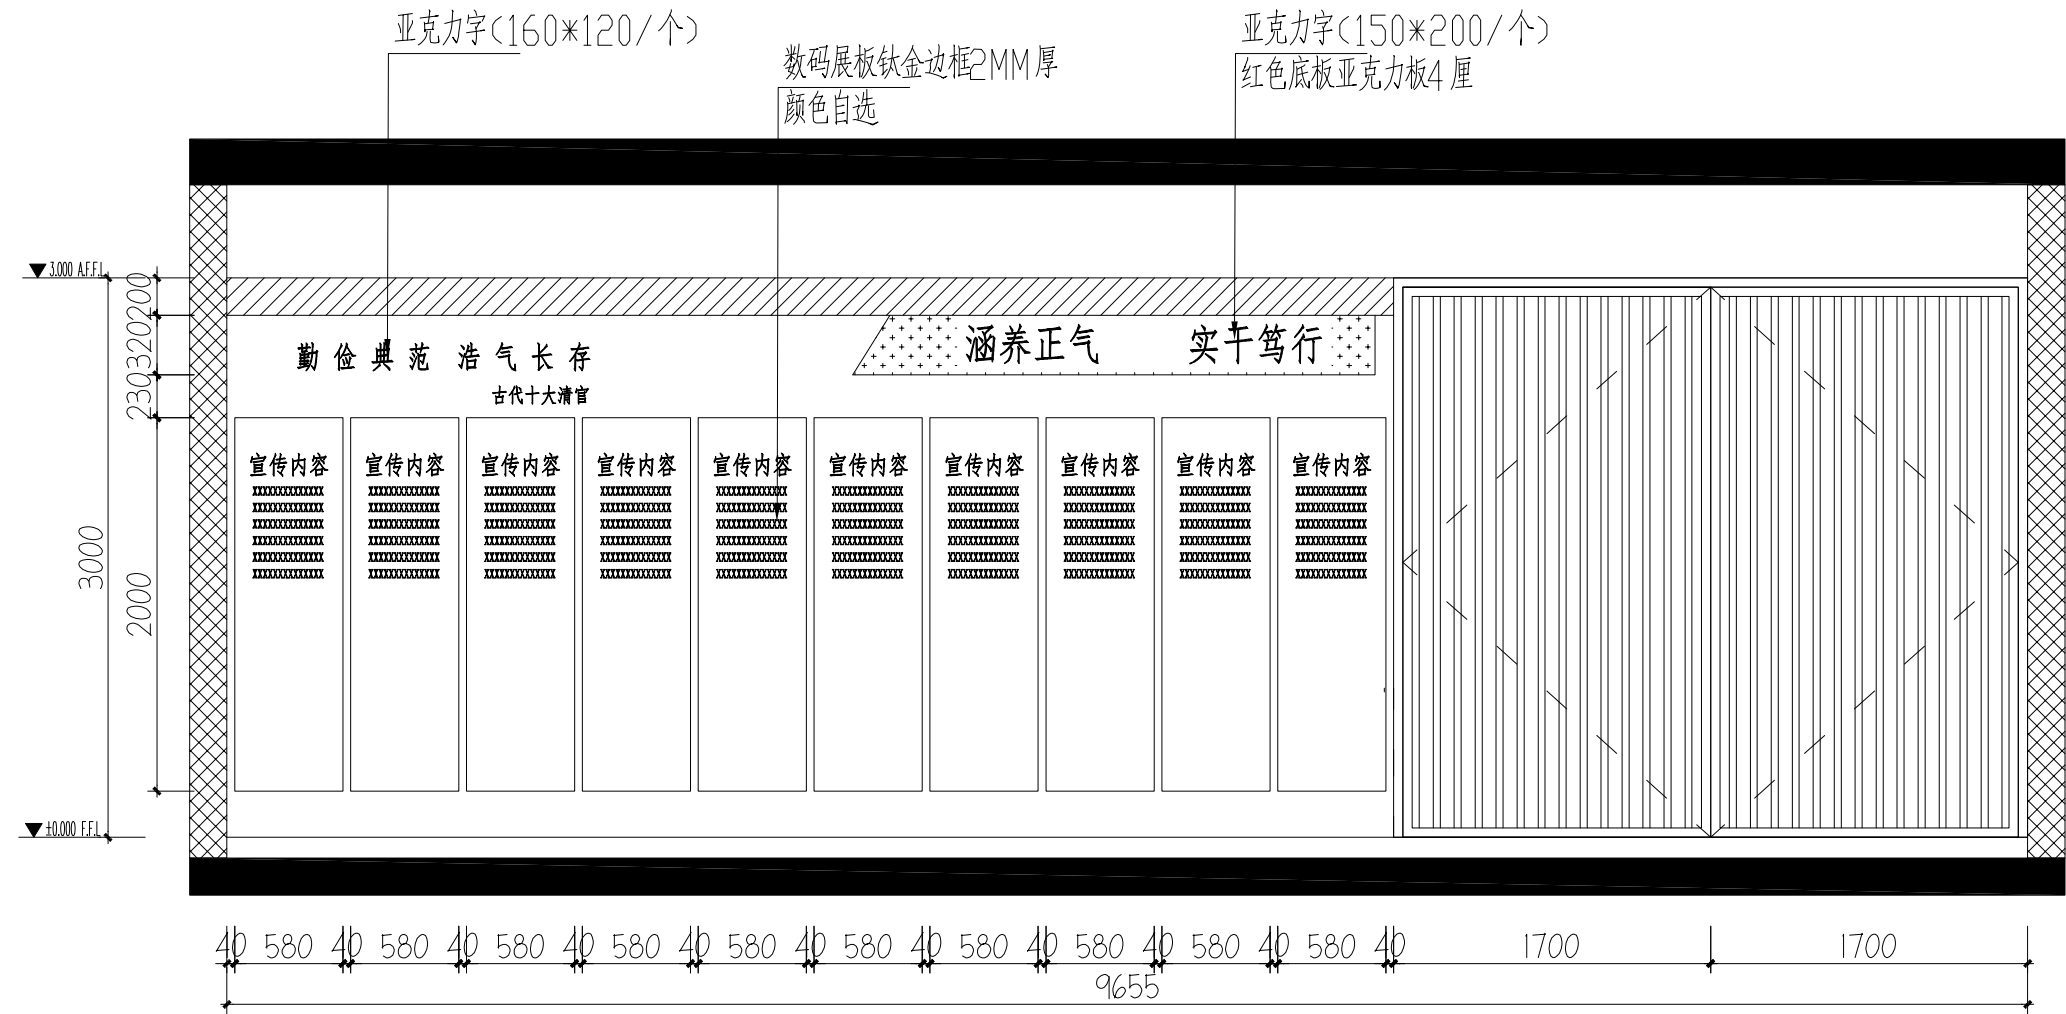 亚克力字(160*120/个)
数码展板钛金边框2MM厚
颜色自选
亚克力字(150*200/个)
红色底板亚克力板4厘
3.000 A.F.F.L
200
320
230
2000
3000
±0.000 F.F.L
勤俭典范 浩气长存
古代十大清官
涵养正气 实干笃行
宣传内容 宣传内容 宣传内容 宣传内容 宣传内容 宣传内容 宣传内容 宣传内容 宣传内容 宣传内容
40 580 40 580 40 580 40 580 40 580 40 580 40 580 40 580 40 580 40 580 40 1700 1700
9655